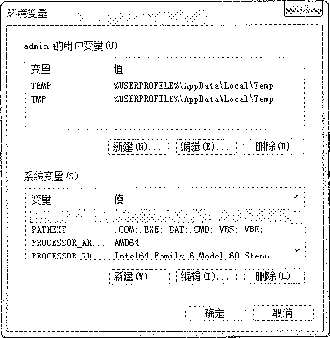 环境变量
admin 的用户变量(U)
变量 值
TEMP %USERPROFILE%\AppData\Local\Temp
TMP %USERPROFILE%\AppData\Local\Temp
新建(N)... 编辑(E)... 删除(D)
系统变量(S)
变量 值
PATHEXT .COM;.EXE;.BAT;.CMD;.VBS;.VBE;
PROCESSOR_AR... AMD64
Intel64 Family 6 Model 60
新建(W)... 编辑(I)... 删除(L)
确定 取消